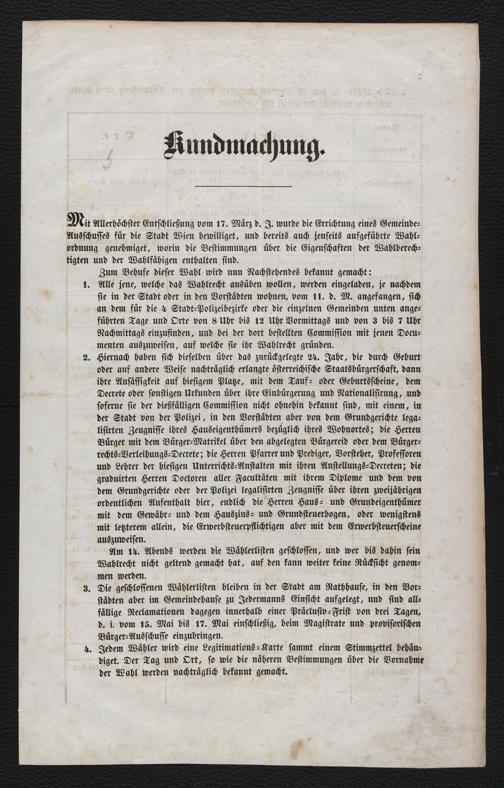 Kundmachung.
5
Mit Allerhöchster Entschließung vom 17. März d. J. wurde die Errichtung eines Gemeinde-
Ausschusses für die Stadt Wien bewilliget, und bereits auch jenseits aufgeführte Wahl-
ordnung genehmiget, worin die Bestimmungen über die Eigenschaften der Wahlberech-
tigten und der Wahlfähigen enthalten sind.
Zum Behufe dieser Wahl wird nun Nachstehendes bekannt gemacht:
1. Alle jene, welche das Wahlrecht ausüben wollen, werden eingeladen, je nachdem
sie in der Stadt oder in den Vorstädten wohnen, vom 11. d. M. angefangen, sich
an dem für die 4 Stadt-Polizeibezirke oder die einzelnen Gemeinden unten ange-
führten Tage und Orte von 8 Uhr bis 12 Uhr Vormittags und von 3 bis 7 Uhr
Nachmittags einzufinden, und bei der dort bestellten Commission mit jenen Docu-
menten auszuweisen, auf welche sie ihr Wahlrecht gründen.
2. Hiernach haben sich dieselben über das zurückgelegte 24. Jahr, die durch Geburt
oder auf andere Weise nachträglich erlangte österreichische Staatsbürgerschaft, dann
ihre Ansässigkeit auf hiesigem Platze, mit dem Tauf- oder Geburtsscheine, dem
Decrete oder sonstigen Urkunden über ihre Einbürgerung und Nationalisirung, und
soferne sie der dießfälligen Commission nicht ohnehin bekannt sind, mit einem, in
der Stadt von der Polizei, in den Vorstädten aber von dem Grundgerichte lega-
lisirten Zeugnisse ihres Hauseigenthümers bezüglich ihres Wohnortes; die Herren
Bürger mit dem Bürger-Matrikel über den abgelegten Bürgereid oder dem Bürger-
rechts-Verleihungs-Decrete; die Herren Pfarrer und Prediger, Vorsteher, Professoren
und Lehrer der hiesigen Unterrichts-Anstalten mit ihren Anstellungs-Decreten; die
graduirten Herren Doctoren aller Facultäten mit ihrem Diplome und dem von
dem Grundgerichte oder der Polizei legalisirten Zeugnisse über ihren zweijährigen
ordentlichen Aufenthalt hier, endlich die Herren Haus- und Grundeigenthümer
mit dem Gewähr- und dem Hauszins- und Grundsteuerbogen, oder wenigstens
mit letzterem allein, die Erwerbsteuerpflichtigen aber mit dem Erwerbsteuerscheine
auszuweisen.
Am 14. Abends werden die Wählerlisten geschlossen, und wer bis dahin sein
Wahlrecht nicht geltend gemacht hat, auf den kann weiter keine Rücksicht genom-
men werden.
3. Die geschlossenen Wählerlisten bleiben in der Stadt am Rathhause, in den Vor-
städten aber im Gemeindehause zu Jedermanns Einsicht aufgelegt, und sind all-
fällige Reclamationen dagegen innerhalb einer Präclusiv-Frist von drei Tagen,
d. i. vom 15. Mai bis 17. Mai einschließig, beim Magistrate und provisorischen
Bürger-Ausschusse einzubringen.
4. Jedem Wähler wird eine Legitimations-Karte sammt einem Stimmzettel behän-
diget. Der Tag und Ort, so wie die näheren Bestimmungen über die Vornahme
der Wahl werden nachträglich bekannt gemacht.